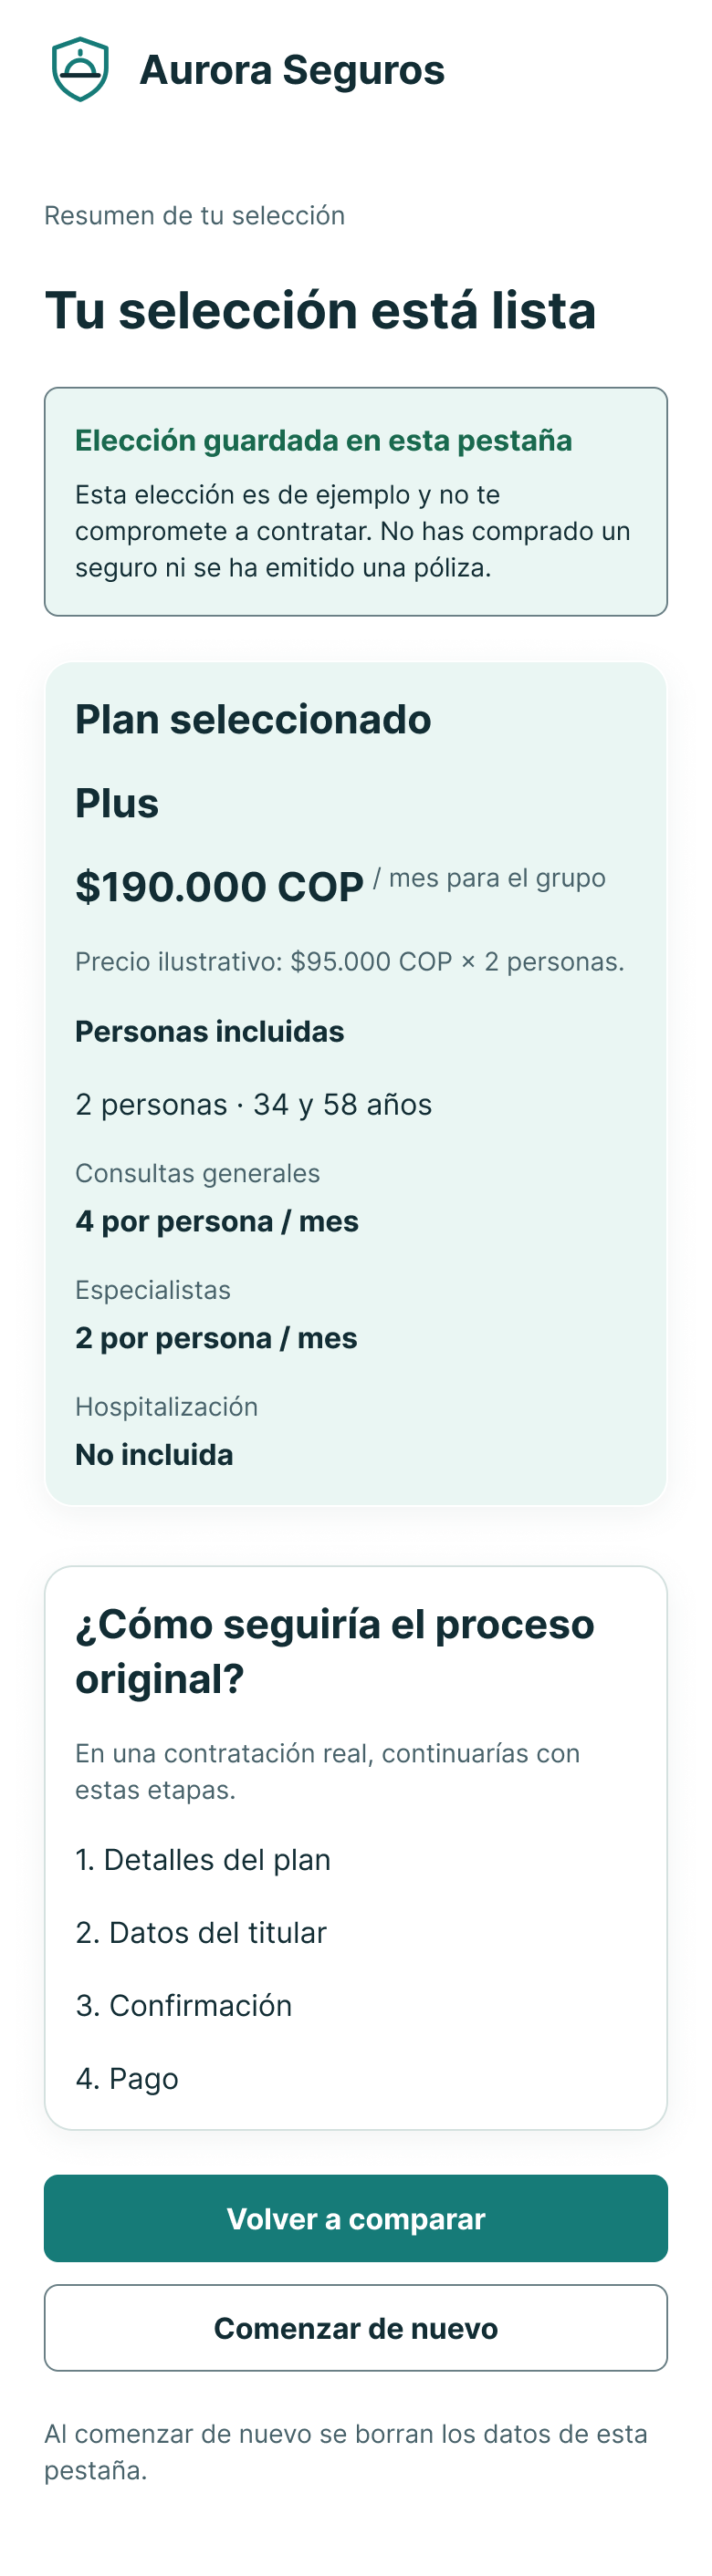 Aurora Seguros
Resumen de tu selección
Tu selección está lista
Elección guardada en esta pestaña
Esta elección es de ejemplo y no te
compromete a contratar. No has comprado un
seguro ni se ha emitido una póliza.
Plan seleccionado
Plus
$190.000 COP / mes para el grupo
Precio ilustrativo: $95.000 COP × 2 personas.
Personas incluidas
2 personas · 34 y 58 años
Consultas generales
4 por persona / mes
Especialistas
2 por persona / mes
Hospitalización
No incluida
¿Cómo seguiría el proceso
original?
En una contratación real, continuarías con
estas etapas.
1. Detalles del plan
2. Datos del titular
3. Confirmación
4. Pago
Volver a comparar
Comenzar de nuevo
Al comenzar de nuevo se borran los datos de esta
pestaña.